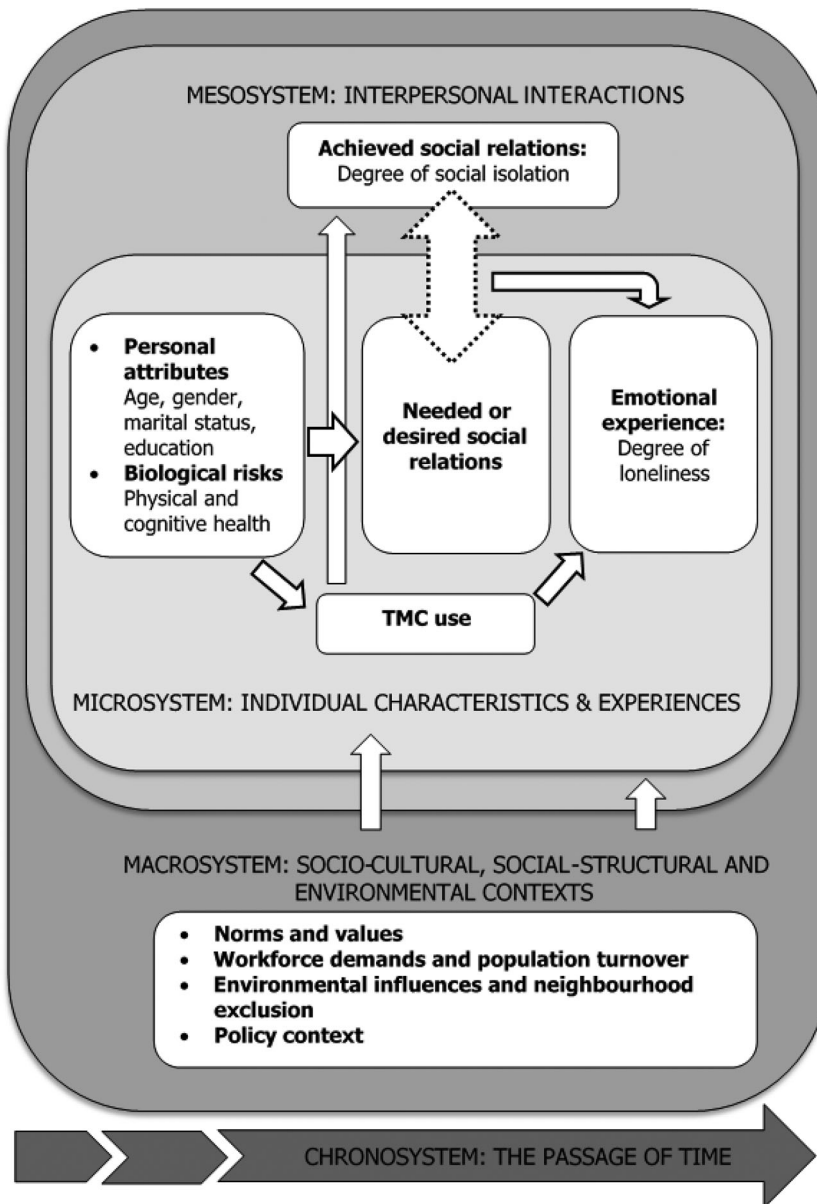 MESOSYSTEM: INTERPERSONAL INTERACTIONS
Achieved social relations:
Degree of social isolation
• Personal
attributes
Age, gender,
marital status,
education
• Biological risks
Physical and
cognitive health
Needed or
desired social
relations
Emotional
experience:
Degree of
loneliness
TMC use
MICROSYSTEM: INDIVIDUAL CHARACTERISTICS & EXPERIENCES
MACROSYSTEM: SOCIO-CULTURAL, SOCIAL-STRUCTURAL AND
ENVIRONMENTAL CONTEXTS
• Norms and values
• Workforce demands and population turnover
• Environmental influences and neighbourhood
exclusion
• Policy context
CHRONOSYSTEM: THE PASSAGE OF TIME